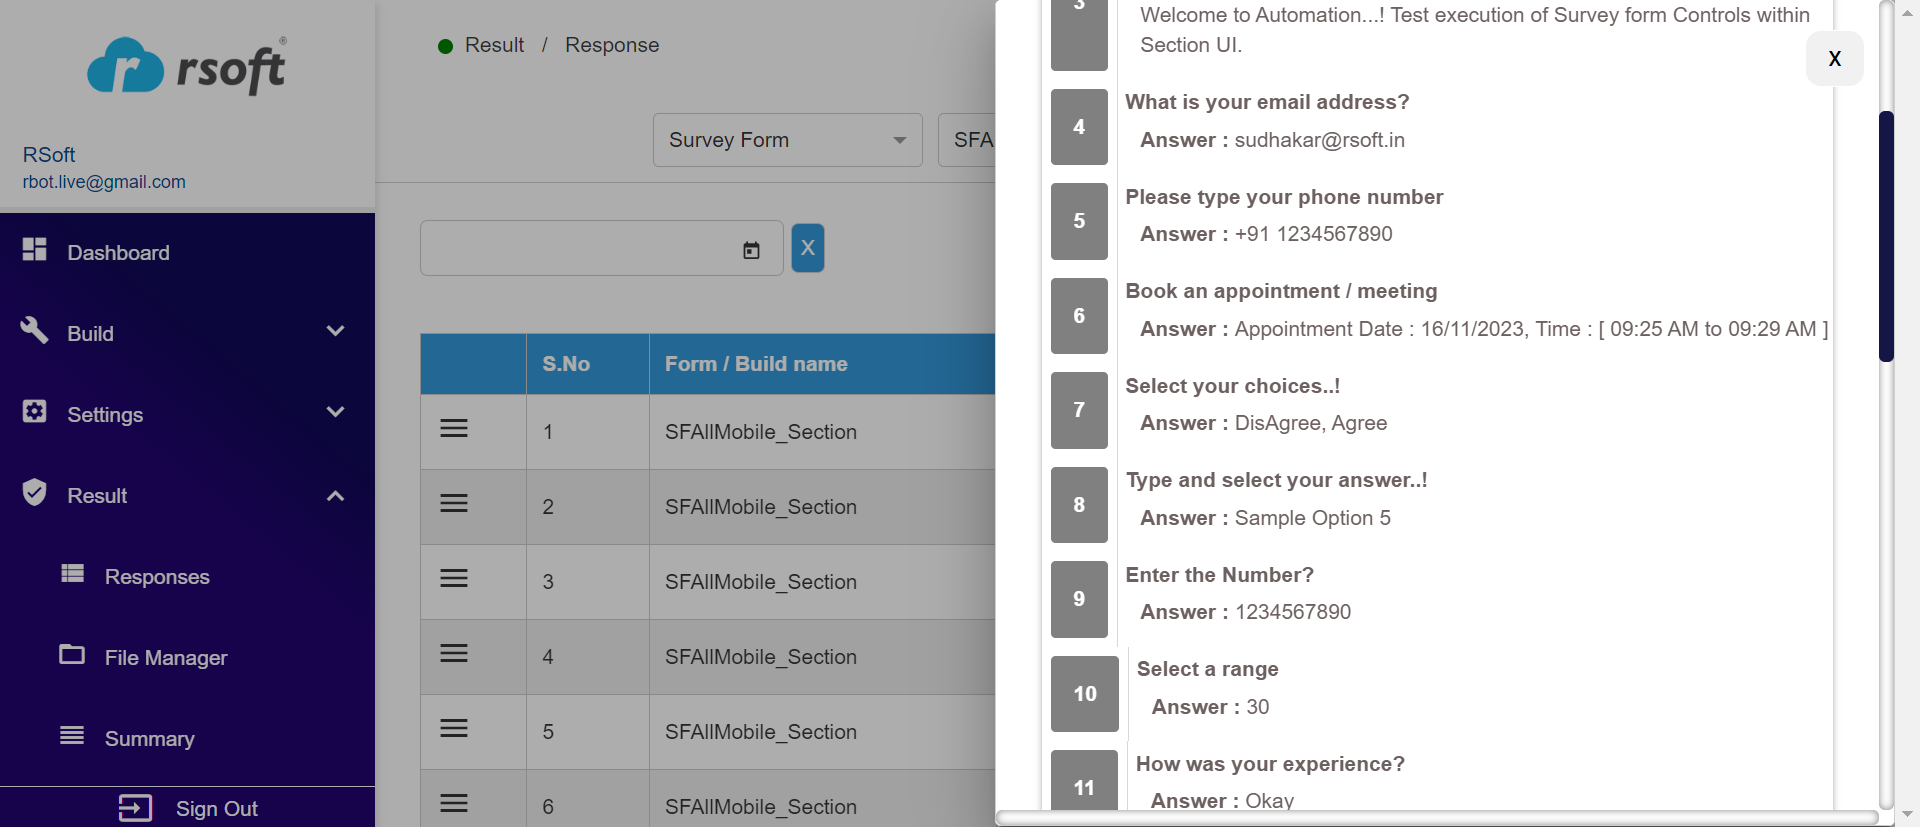 rsoft®
RSoft
rbot.live@gmail.com
Dashboard
Build
Settings
Result
Responses
File Manager
Summary
Sign Out
Result / Response
Survey Form
SFA
X
S.No
Form / Build name
1
SFAllMobile_Section
2
SFAllMobile_Section
3
SFAllMobile_Section
4
SFAllMobile_Section
5
SFAllMobile_Section
6
SFAllMobile_Section
X
3
Welcome to Automation...! Test execution of Survey form Controls within
Section UI.
4
What is your email address?
Answer : sudhakar@rsoft.in
5
Please type your phone number
Answer : +91 1234567890
6
Book an appointment / meeting
Answer : Appointment Date : 16/11/2023, Time : [ 09:25 AM to 09:29 AM ]
7
Select your choices..!
Answer : DisAgree, Agree
8
Type and select your answer..!
Answer : Sample Option 5
9
Enter the Number?
Answer : 1234567890
10
Select a range
Answer : 30
11
How was your experience?
Answer : Okay